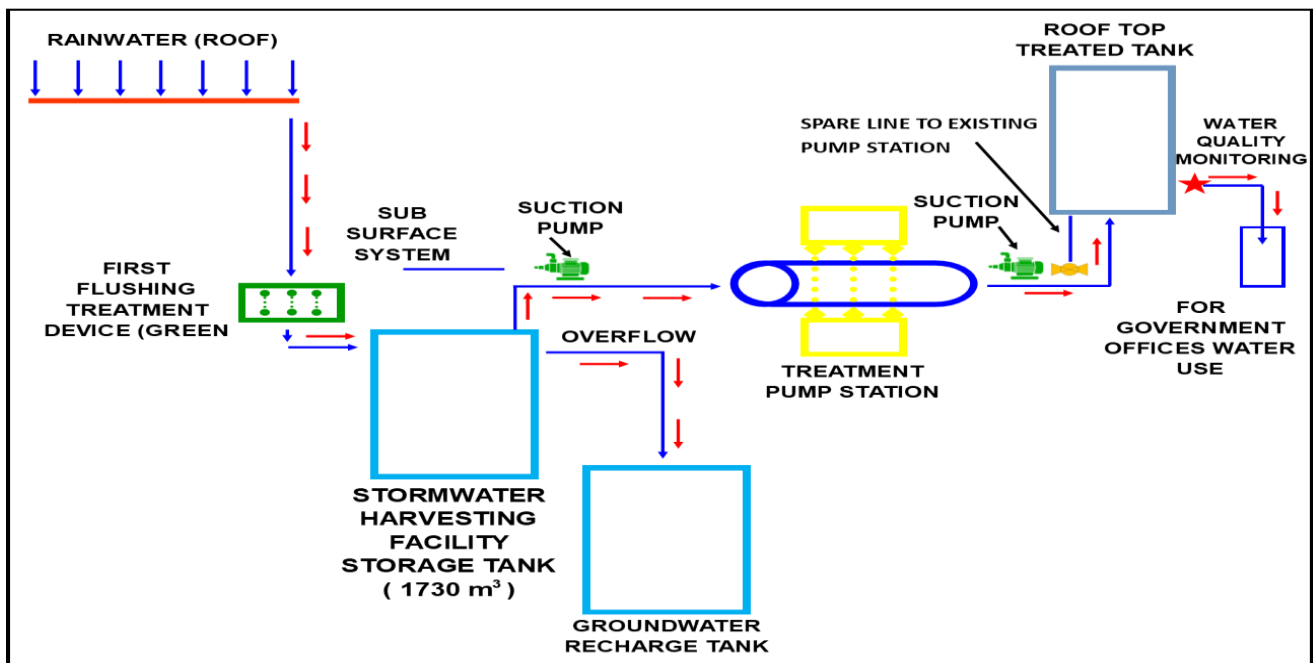 RAINWATER (ROOF)
ROOF TOP
TREATED TANK
SPARE LINE TO EXISTING
PUMP STATION
WATER
QUALITY
MONITORING
SUB
SURFACE
SYSTEM
SUCTION
PUMP
SUCTION
PUMP
FIRST
FLUSHING
TREATMENT
DEVICE (GREEN
OVERFLOW
TREATMENT
PUMP STATION
FOR
GOVERNMENT
OFFICES WATER
USE
STORMWATER
HARVESTING
FACILITY
STORAGE TANK
( 1730 m³ )
GROUNDWATER
RECHARGE TANK